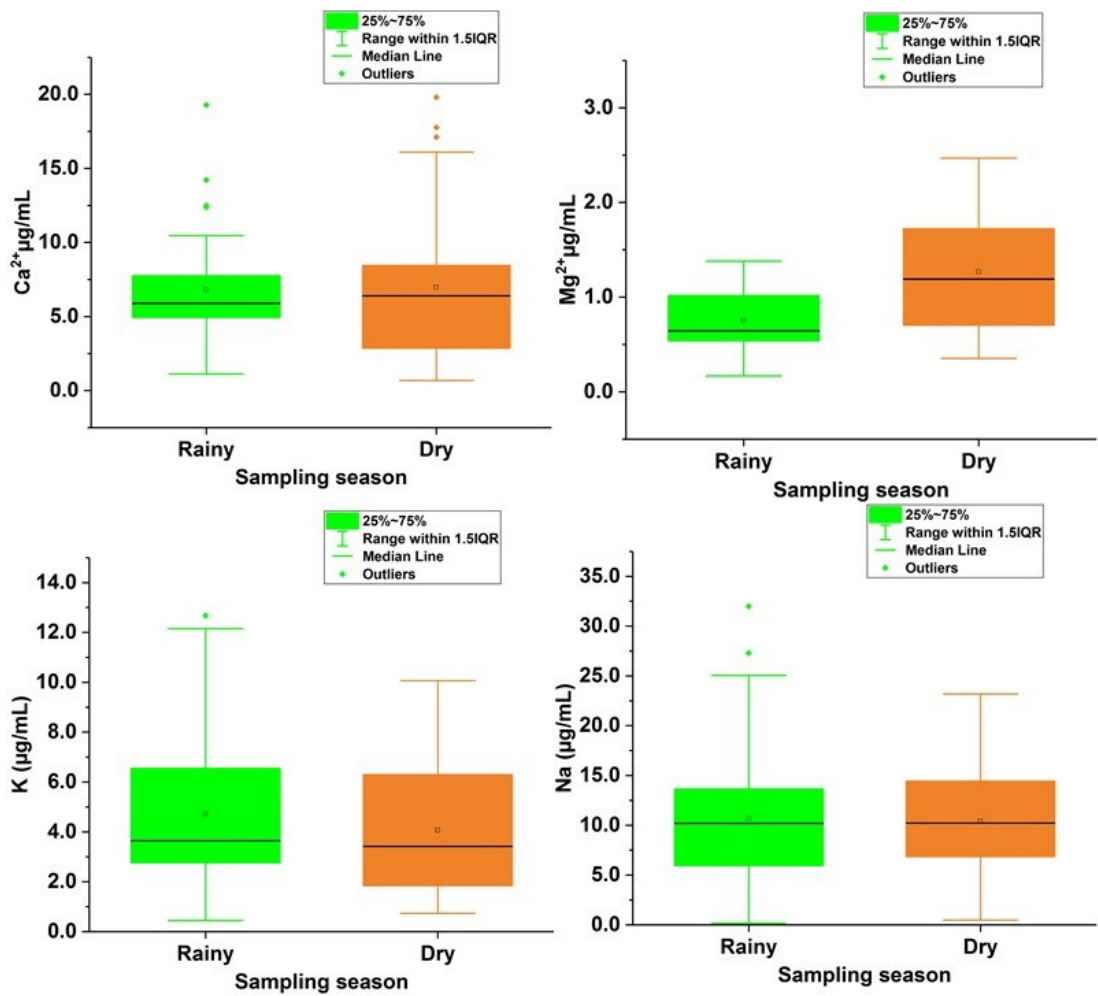 25%~75%
Range within 1.5IQR
Median Line
Outliers
20.0
15.0
10.0
5.0
0.0
Ca²⁺µg/mL
Rainy
Dry
Sampling season
25%~75%
Range within 1.5IQR
Median Line
Outliers
3.0
2.0
1.0
0.0
Mg²⁺µg/mL
Rainy
Dry
Sampling season
25%~75%
Range within 1.5IQR
Median Line
Outliers
14.0
12.0
10.0
8.0
6.0
4.0
2.0
0.0
K (µg/mL)
Rainy
Dry
Sampling season
25%~75%
Range within 1.5IQR
Median Line
Outliers
35.0
30.0
25.0
20.0
15.0
10.0
5.0
0.0
Na (µg/mL)
Rainy
Dry
Sampling season